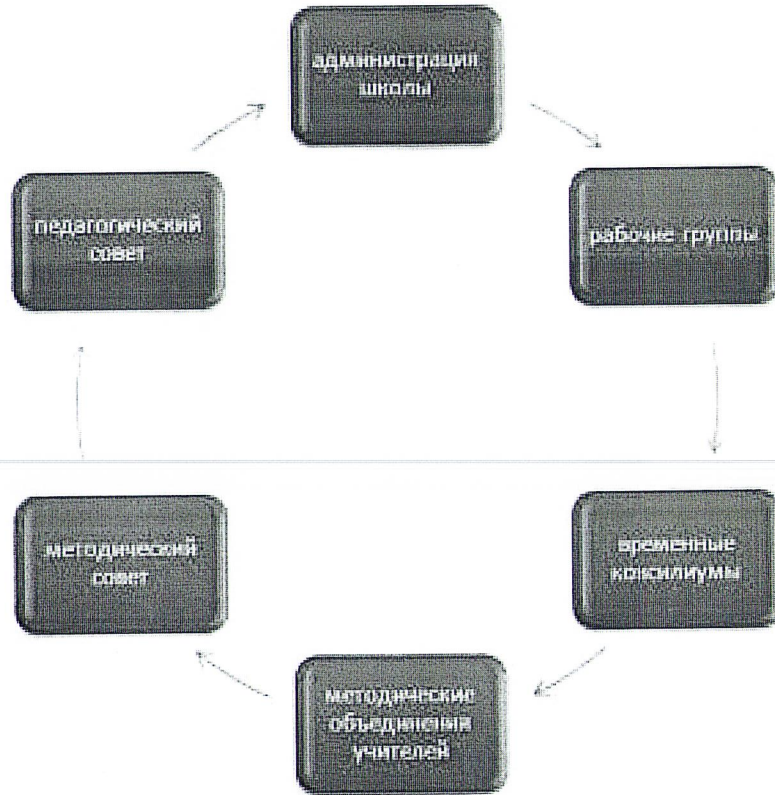 администрация
школы
рабочие группы
временные
консилиумы
методические
объединения
учителей
методический
совет
педагогический
совет